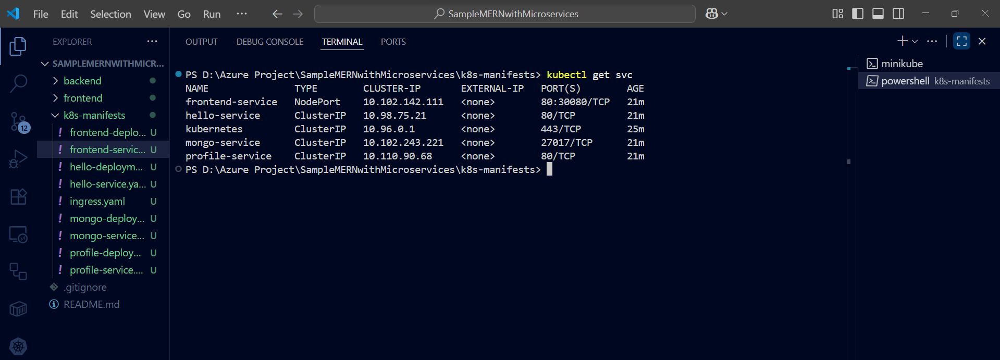 File Edit Selection View Go Run ··· SampleMERNwithMicroservices
EXPLORER ···
SAMPLEMERNWITHMICR...
backend
frontend
k8s-manifests
! frontend-deplo... U
! frontend-servic... U
! hello-deploym... U
! hello-service.ya... U
! ingress.yaml U
! mongo-deploy... U
! mongo-service... U
! profile-deploy... U
! profile-service.... U
.gitignore
README.md
12
OUTPUT DEBUG CONSOLE TERMINAL PORTS
PS D:\Azure Project\SampleMERNwithMicroservices\k8s-manifests> kubectl get svc
NAME TYPE CLUSTER-IP EXTERNAL-IP PORT(S) AGE
frontend-service NodePort 10.102.142.111 <none> 80:30080/TCP 21m
hello-service ClusterIP 10.98.75.21 <none> 80/TCP 21m
kubernetes ClusterIP 10.96.0.1 <none> 443/TCP 25m
mongo-service ClusterIP 10.102.243.221 <none> 27017/TCP 21m
profile-service ClusterIP 10.110.90.68 <none> 80/TCP 21m
PS D:\Azure Project\SampleMERNwithMicroservices\k8s-manifests>
minikube
powershell k8s-manifests